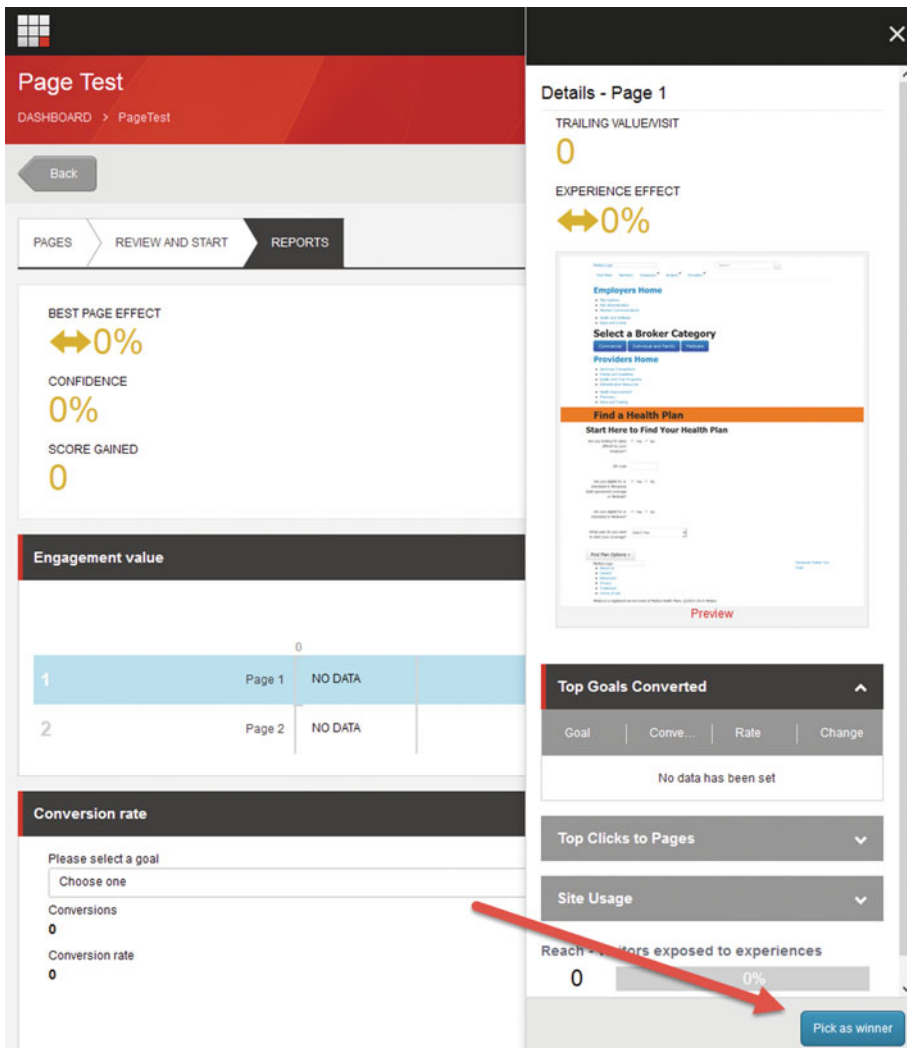 Page Test
DASHBOARD > PageTest
Back
PAGES
REVIEW AND START
REPORTS
BEST PAGE EFFECT
0%
CONFIDENCE
0%
SCORE GAINED
0
Engagement value
0
1 Page 1 NO DATA
2 Page 2 NO DATA
Conversion rate
Please select a goal
Choose one
Conversions
0
Conversion rate
0
Details - Page 1
TRAILING VALUE/VISIT
0
EXPERIENCE EFFECT
0%
Employers Home
Select a Broker Category
Commercial Individual and Family Medicare
Providers Home
Find a Health Plan
Start Here to Find Your Health Plan
Find Plan Options »
Preview
Top Goals Converted
Goal Conve... Rate Change
No data has been set
Top Clicks to Pages
Site Usage
Reach - Visitors exposed to experiences
0 0%
Pick as winner